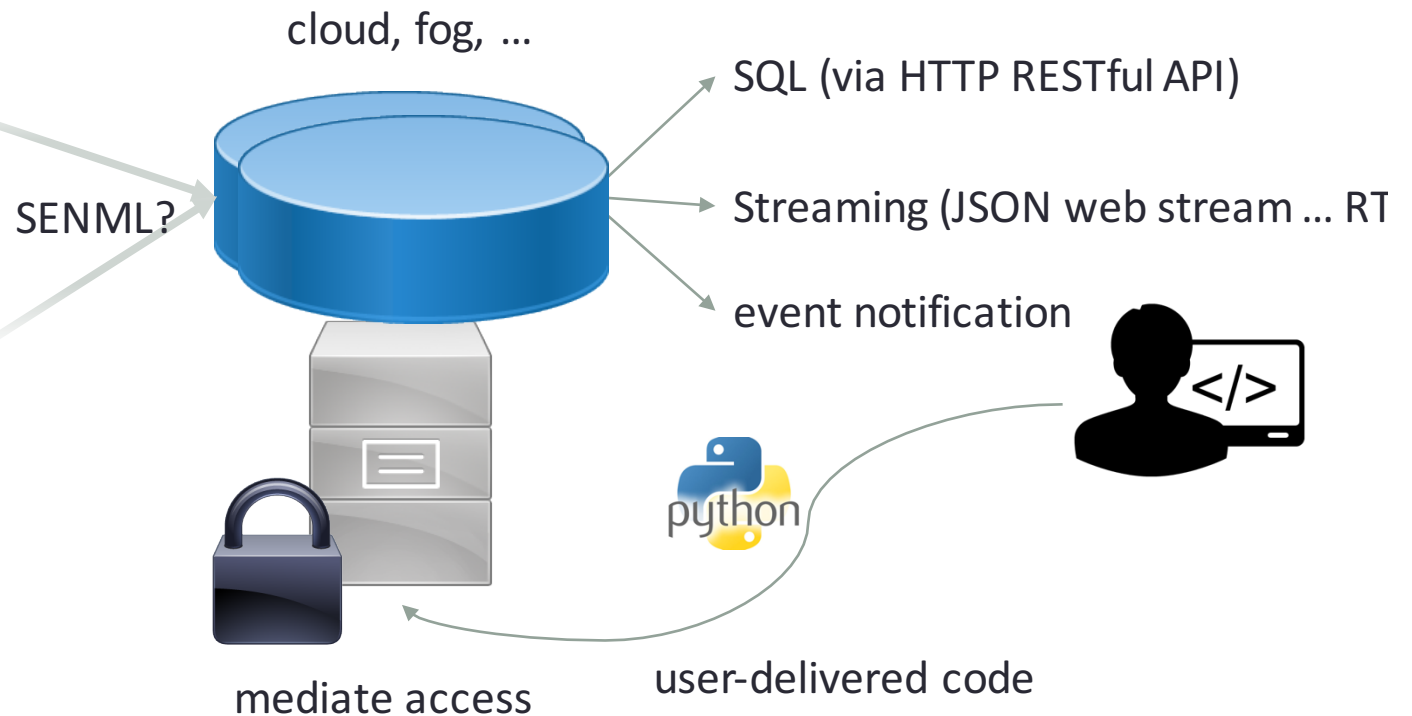 cloud, fog, …
SQL (via HTTP RESTful API)
SENML?
Streaming (JSON web stream … RT
event notification
</>
python
mediate access
user-delivered code